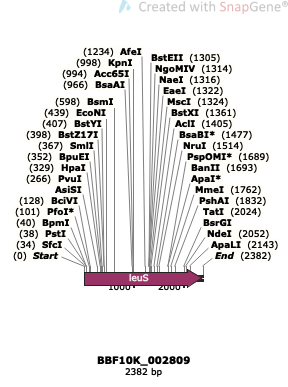 Created with SnapGene®
(1234) AfeI
(998) KpnI
(994) Acc65I
(966) BsaAI
(598) BsmI
(439) EcoNI
(407) BstYI
(398) BstZ17I
(367) SmlI
(352) BpuEI
(329) HpaI
(266) PvuI
AsiSI
(128) BciVI
(101) PfoI*
(40) BpmI
(38) PstI
(34) SfcI
(0) Start
BstEII (1305)
NgoMIV (1314)
NaeI (1316)
EaeI (1322)
MscI (1324)
BstXI (1361)
AclI (1405)
BsaBI* (1477)
NruI (1514)
PspOMI* (1689)
BanII (1693)
ApaI*
MmeI (1762)
PshAI (1832)
TatI (2024)
BsrGI
NdeI (2052)
ApaLI (2143)
End (2382)
leuS
1000
2000
BBF10K_002809
2382 bp